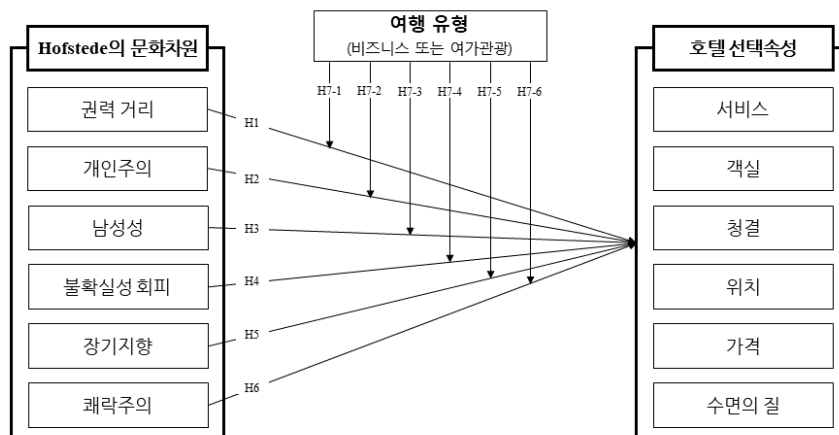 여행 유형
(비즈니스 또는 여가관광)
Hofstede의 문화차원
호텔 선택속성
H7-1
H7-2
H7-3
H7-4
H7-5
H7-6
권력 거리
H1
서비스
개인주의
H2
객실
남성성
H3
청결
불확실성 회피
H4
위치
장기지향
H5
가격
쾌락주의
H6
수면의 질